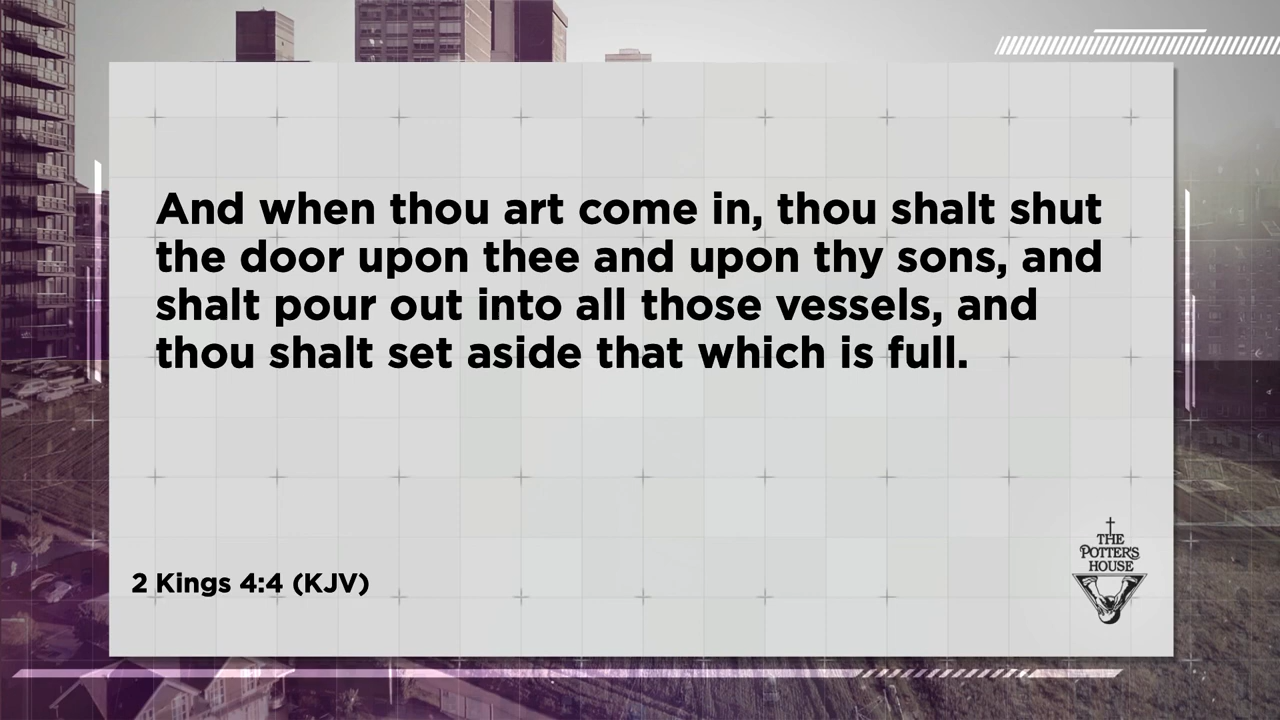 And when thou art come in, thou shalt shut
the door upon thee and upon thy sons, and
shalt pour out into all those vessels, and
thou shalt set aside that which is full.
2 Kings 4:4 (KJV)
THE
POTTER'S
HOUSE